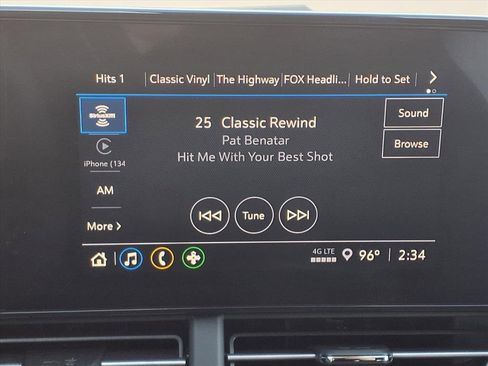 Hits 1 Classic Vinyl The Highway FOX Headli... Hold to Set
SiriusXM
25 Classic Rewind
Pat Benatar
Hit Me With Your Best Shot
Sound
Browse
iPhone (134
AM
More
Tune
4G LTE
96° 2:34